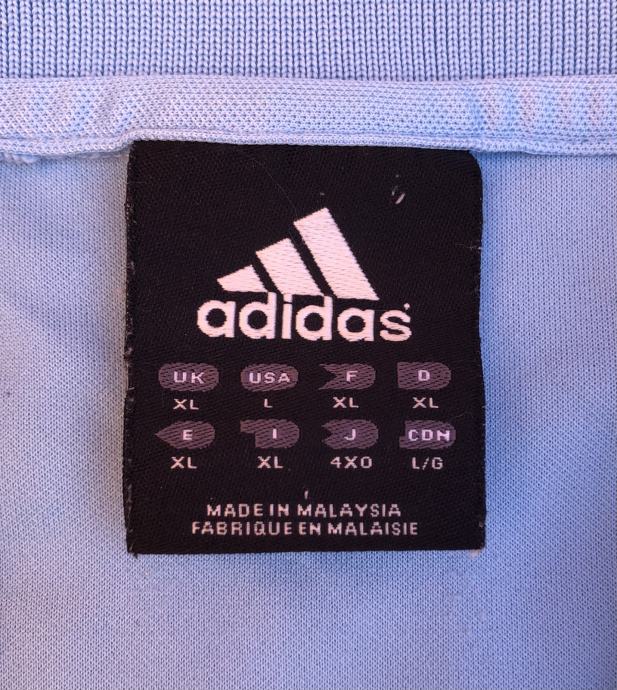 adidas
UK USA F D
XL L XL XL
E I J CDN
XL XL 4XO L/G
MADE IN MALAYSIA
FABRIQUE EN MALAISIE